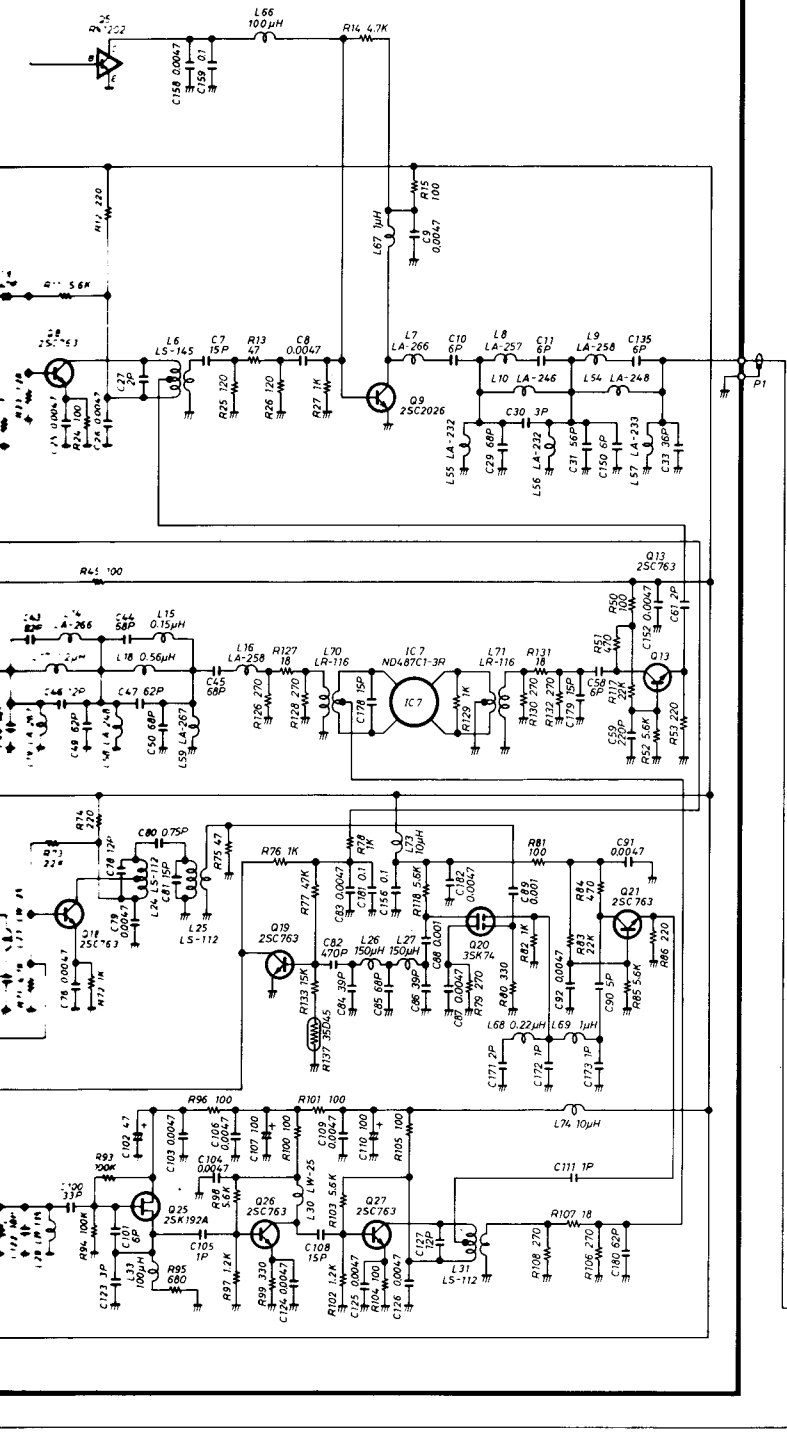 L66
100μH
R14 4.7K
C158 0.0047
C159 0.1
B
E
R15
100
L67 1μH
C9
0.0047
220
5.6K
L6
LS-145
C7
15P
R13
47
C8
0.0047
L7
LA-266
C10
6P
L8
LA-257
C11
6P
L9
LA-258
C135
6P
P1
C27
2P
R25 120
R26 120
R27 1K
Q9
2SC2026
L10 LA-246
L54 LA-248
C30 3P
L55 LA-232
C29 68P
L56 LA-232
C31 56P
C150 6P
L57 LA-233
C33 36P
R24 100
Q13
2SC763
100
R50
100
C152 0.0047
C61 2P
R51
470
C44
68P
L15
0.15μH
L18 0.56μH
C45
68P
L16
LA-258
R127
18
L70
LR-116
IC7
ND487C1-3R
L71
LR-116
R131
18
C58
6P
Q13
R126 270
R128 270
C178 15P
IC7
R129 1K
R130 270
R132 270
C179 15P
R117
22K
C59
220P
R52 5.6K
R53 220
C47 62P
C49 62P
C50 68P
L59 LA-267
R74
220
C80 0.75P
C78 12P
L24 LS-112
C81 15P
R75 47
C79
0.0047
L25
LS-112
R76 1K
R77 47K
R78
1K
C83 0.0047
C181 0.1
C156 0.1
L73
10μH
R118 5.6K
C182
0.0047
C89
0.001
R81
100
C91
0.0047
R84
470
Q21
2SC763
R86 220
Q18
2SC763
R72 1K
Q19
2SC763
C82
470P
L26
150μH
L27
150μH
C88 0.001
Q20
3SK74
R82 1K
R83
22K
R133 15K
C84 39P
C85 68P
C86 39P
C87 0.0047
R79 270
R80 330
C92 0.0047
C90 5P
R85 5.6K
R137 35D45
L68 0.22μH
L69 1μH
C171 2P
C172 1P
C173 1P
R96 100
R101 100
L74 10μH
C102 47
+
C103 0.0047
C106
0.0047
C107 100
+
R100 100
C109
0.0047
C110 100
+
R105 100
R93
C104
0.0047
L30 LW-25
R103 5.6K
C111 1P
33P
R98
5.6K
Q25
2SK192A
Q26
2SC763
Q27
2SC763
R107 18
R94 100K
C101
6P
C105
1P
C108
15P
C127
12P
L31
LS-112
C123 3P
L33
100μH
R95
680
R97 1.2K
R99 330
C124 0.0047
R102 1.2K
C125 0.0047
R104 100
C126 0.0047
R108 270
R106 270
C180 62P